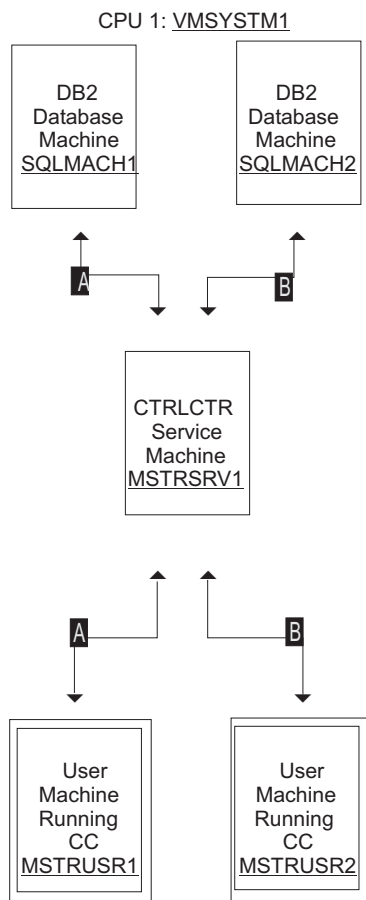 CPU 1: VMSYSTM1
DB2
Database
Machine
SQLMACH1
DB2
Database
Machine
SQLMACH2
A
B
CTRLCTR
Service
Machine
MSTRSRV1
A
B
User
Machine
Running
CC
MSTRUSR1
User
Machine
Running
CC
MSTRUSR2